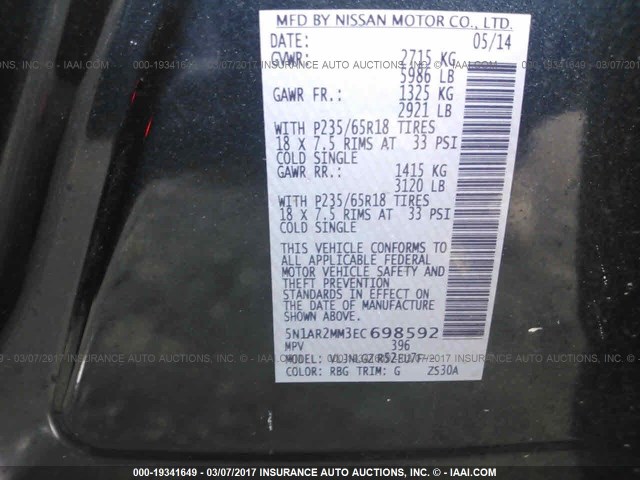 MFD BY NISSAN MOTOR CO., LTD.
DATE: 05/14
GVWR: 2715 KG
5986 LB
GAWR FR.: 1325 KG
2921 LB
WITH P235/65R18 TIRES
18 X 7.5 RIMS AT 33 PSI
COLD SINGLE
GAWR RR.: 1415 KG
3120 LB
WITH P235/65R18 TIRES
18 X 7.5 RIMS AT 33 PSI
COLD SINGLE
THIS VEHICLE CONFORMS TO
ALL APPLICABLE FEDERAL
MOTOR VEHICLE SAFETY AND
THEFT PREVENTION
STANDARDS IN EFFECT ON
THE DATE OF MANUFACTURE
SHOWN ABOVE.
5N1AR2MM3EC698592
MPV 396
MODEL:
COLOR: RBG TRIM: G ZS30A
000-19341649 - 03/07/2017 INSURANCE AUTO AUCTIONS, INC. © - IAAI.COM